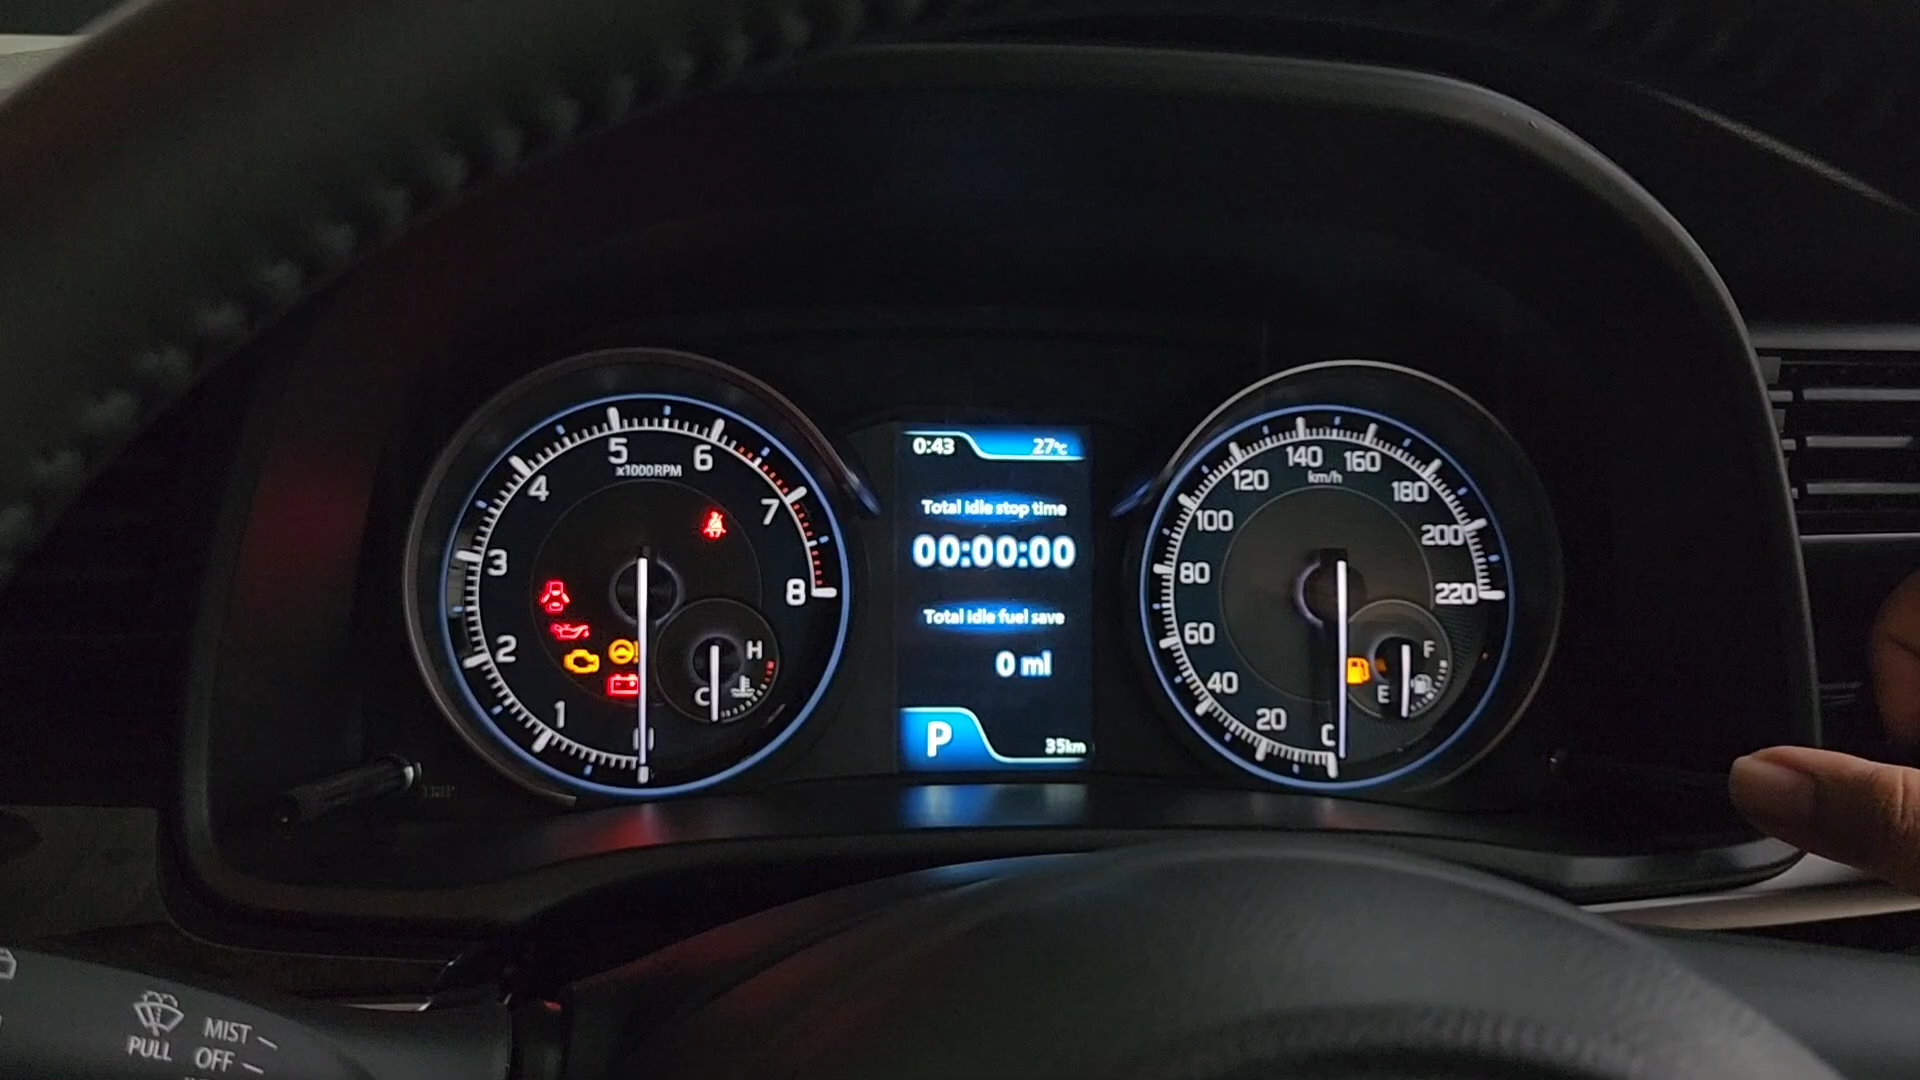 5
6
x1000RPM
4
7
3
8
2
1
H
C
0:43 27°C
Total idle stop time
00:00:00
Total idle fuel save
0 ml
P
35km
140
160
km/h
120
180
100
200
80
220
60
40
20
F
E
TRIP
MIST
PULL OFF